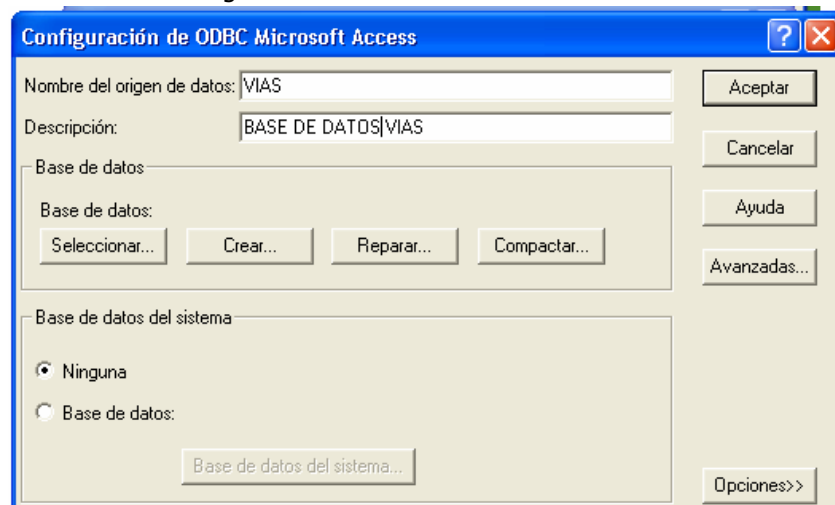 Configuración de ODBC Microsoft Access
Nombre del origen de datos: VIAS
Aceptar
Descripción: BASE DE DATOS VIAS
Cancelar
Base de datos
Base de datos:
Ayuda
Seleccionar... Crear... Reparar... Compactar...
Avanzadas...
Base de datos del sistema
Ninguna
Base de datos:
Base de datos del sistema...
Opciones>>